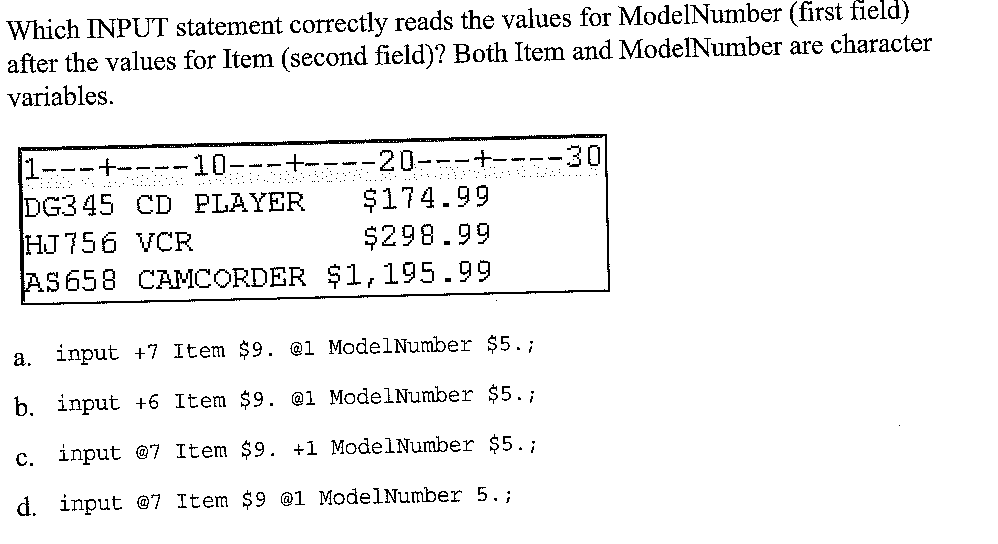 Which INPUT statement correctly reads the values for ModelNumber (first field)
after the values for Item (second field)? Both Item and ModelNumber are character
variables.
1---+----10---+----20---+----30
DG345 CD PLAYER $174.99
HJ756 VCR $298.99
AS658 CAMCORDER $1,195.99
a. input +7 Item $9. @1 ModelNumber $5.;
b. input +6 Item $9. @1 ModelNumber $5.;
c. input @7 Item $9. +1 ModelNumber $5.;
d. input @7 Item $9 @1 ModelNumber 5.;